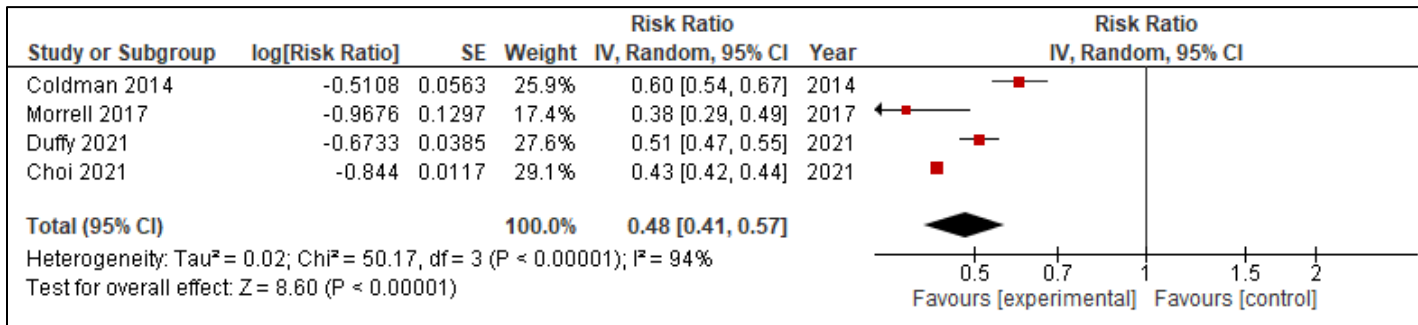 Risk Ratio Risk Ratio
Study or Subgroup log[Risk Ratio] SE Weight IV, Random, 95% CI Year IV, Random, 95% CI
Coldman 2014 -0.5108 0.0563 25.9% 0.60 [0.54, 0.67] 2014
Morrell 2017 -0.9676 0.1297 17.4% 0.38 [0.29, 0.49] 2017
Duffy 2021 -0.6733 0.0385 27.6% 0.51 [0.47, 0.55] 2021
Choi 2021 -0.844 0.0117 29.1% 0.43 [0.42, 0.44] 2021
Total (95% CI) 100.0% 0.48 [0.41, 0.57]
Heterogeneity: Tau² = 0.02; Chi² = 50.17, df = 3 (P < 0.00001); I² = 94%
Test for overall effect: Z = 8.60 (P < 0.00001)
0.5 0.7 1 1.5 2
Favours [experimental] Favours [control]